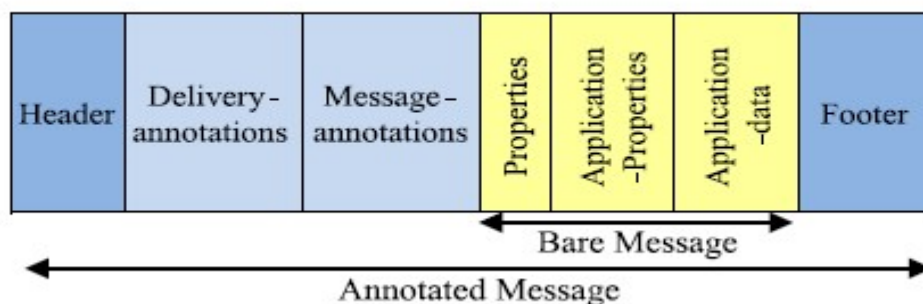 Header
Delivery-
annotations
Message-
annotations
Properties
Application
-Properties
Application
-data
Footer
Bare Message
Annotated Message